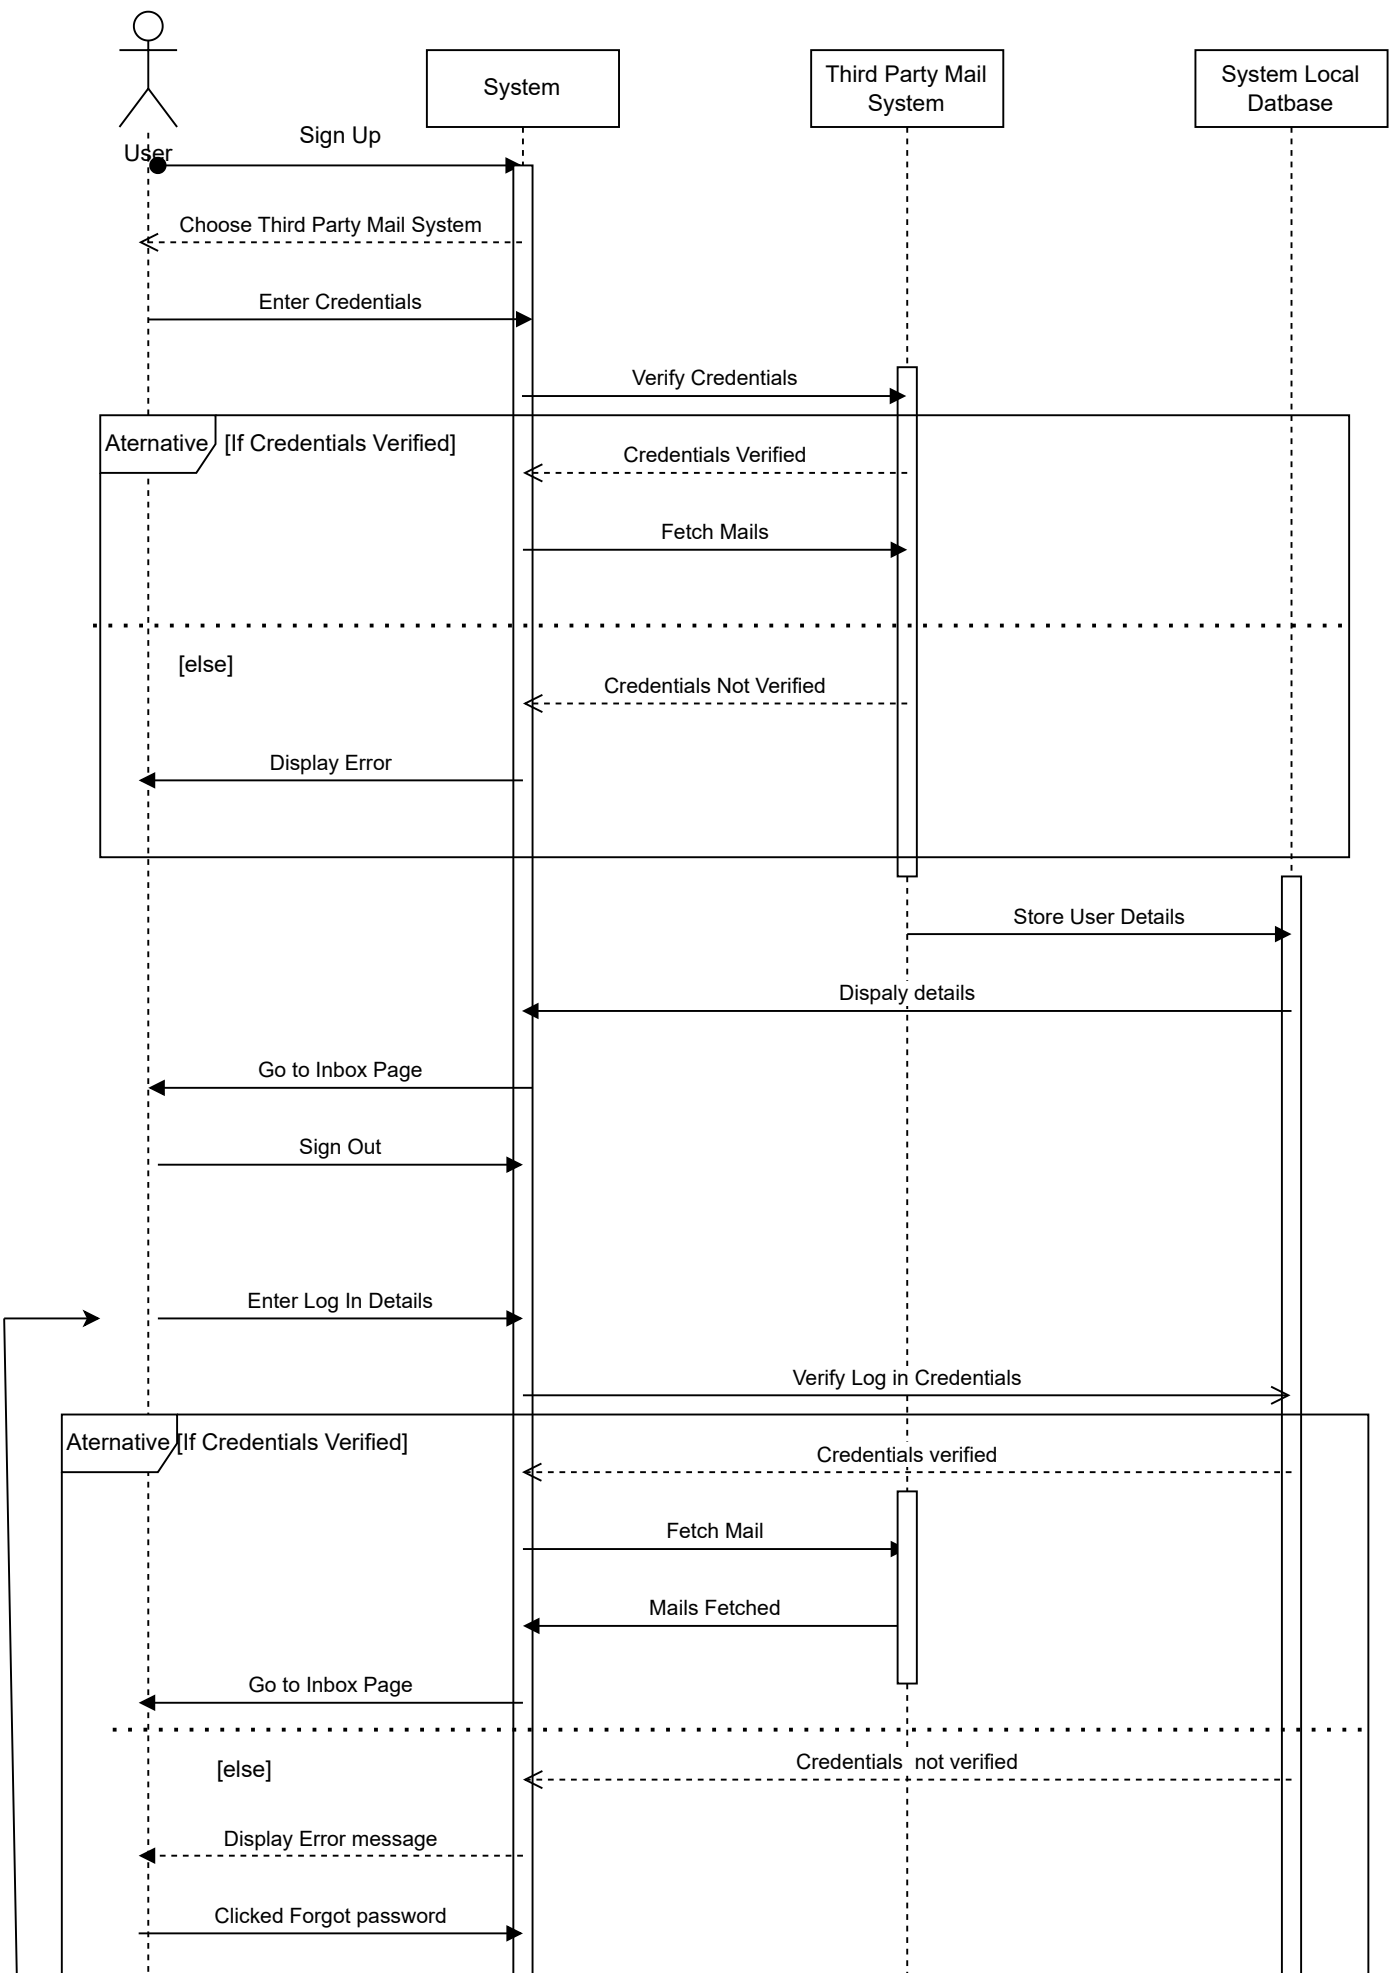 System
Third Party Mail
System
System Local
Datbase
User
Sign Up
Choose Third Party Mail System
Enter Credentials
Verify Credentials
Aternative
[If Credentials Verified]
Credentials Verified
Fetch Mails
[else]
Credentials Not Verified
Display Error
Store User Details
Dispaly details
Go to Inbox Page
Sign Out
Enter Log In Details
Verify Log in Credentials
Aternative
[If Credentials Verified]
Credentials verified
Fetch Mail
Mails Fetched
Go to Inbox Page
[else]
Credentials  not verified
Display Error message
Clicked Forgot password